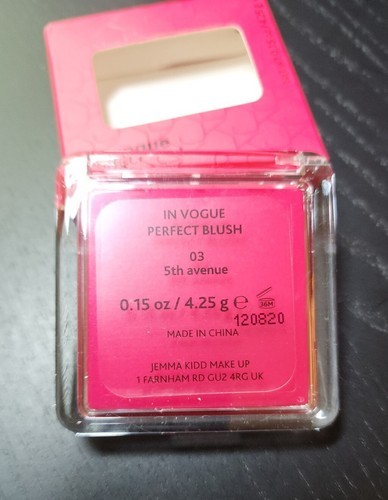 IN VOGUE
PERFECT BLUSH
03
5th avenue
0.15 oz / 4.25 g ℮ 36M
120820
MADE IN CHINA
JEMMA KIDD MAKE UP
1 FARNHAM RD GU2 4RG UK